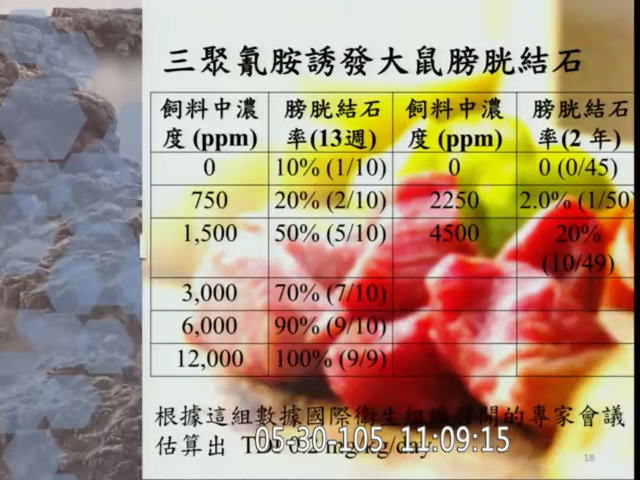 三聚氰胺誘發大鼠膀胱結石
飼料中濃度 (ppm) 膀胱結石率(13週) 飼料中濃度 (ppm) 膀胱結石率(2 年)
0 10% (1/10) 0 0 (0/45)
750 20% (2/10) 2250 2.0% (1/50
1,500 50% (5/10) 4500 20% (10/49)
3,000 70% (7/10)
6,000 90% (9/10)
12,000 100% (9/9)
根據這組數據國際衛生組織召開的專家會議
估算出
05-30-105 11:09:15
18